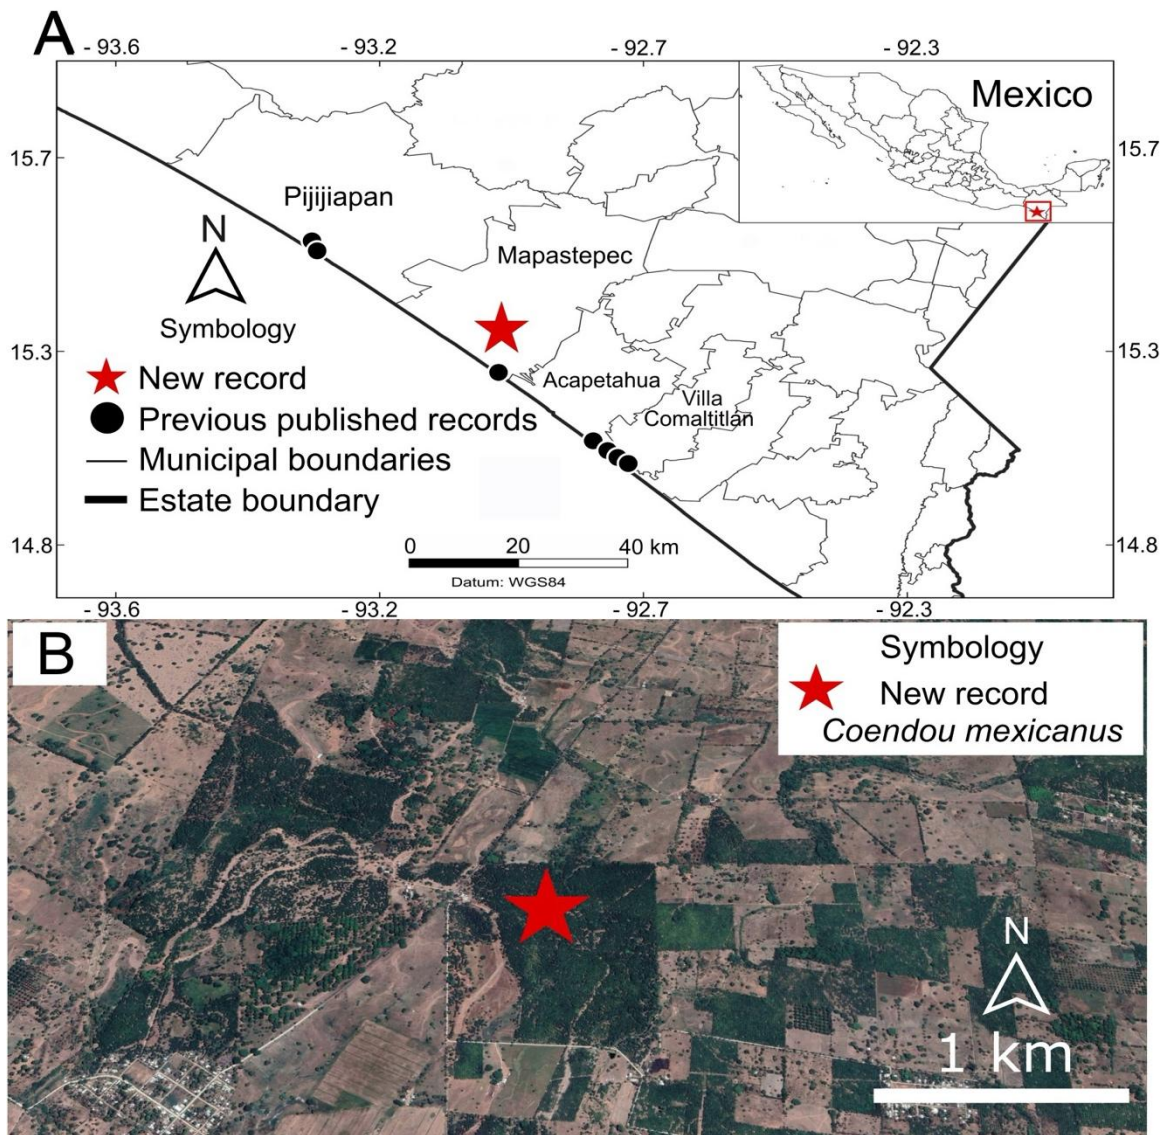 A
- 93.6
- 93.2
- 92.7
- 92.3
Mexico
15.7
15.7
Pijijiapan
N
Mapastepec
Symbology
15.3
15.3
New record
Acapetahua
Villa
Comaltitlán
Previous published records
Municipal boundaries
Estate boundary
14.8
0
20
40 km
14.8
Datum: WGS84
- 93.6
- 93.2
- 92.7
- 92.3
B
Symbology
New record
Coendou mexicanus
N
1 km